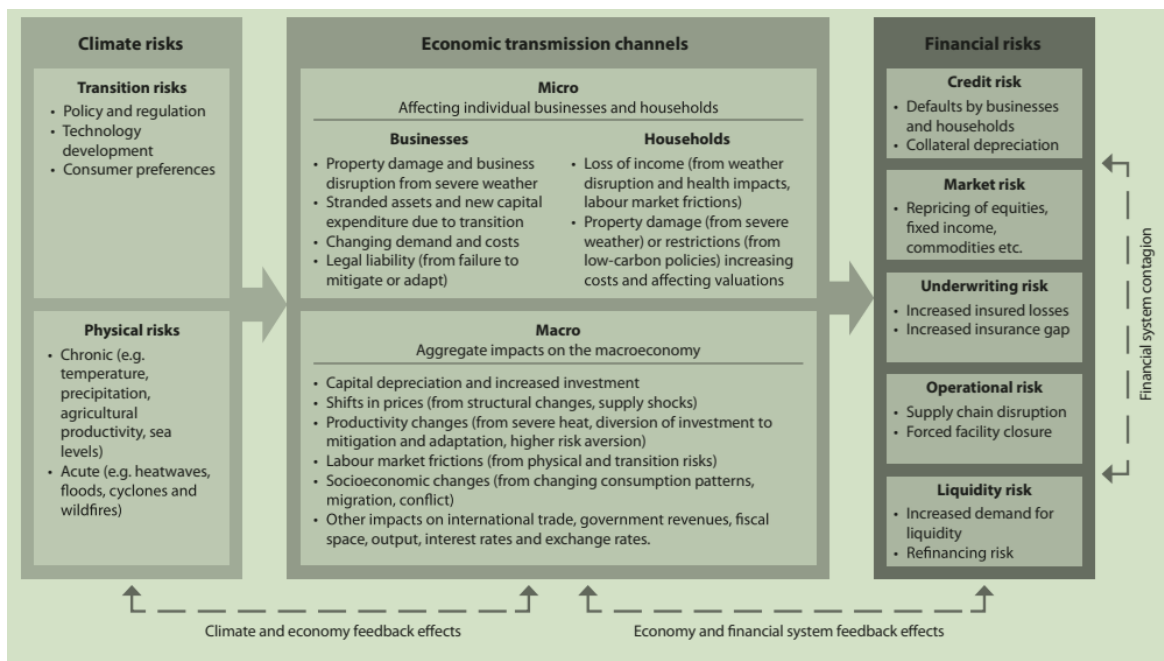 Climate risks
Transition risks
• Policy and regulation
• Technology
development
• Consumer preferences
Physical risks
• Chronic (e.g.
temperature,
precipitation,
agricultural
productivity, sea
levels)
• Acute (e.g. heatwaves,
floods, cyclones and
wildfires)
Economic transmission channels
Micro
Affecting individual businesses and households
Businesses
• Property damage and business
disruption from severe weather
• Stranded assets and new capital
expenditure due to transition
• Changing demand and costs
• Legal liability (from failure to
mitigate or adapt)
Households
• Loss of income (from weather
disruption and health impacts,
labour market frictions)
• Property damage (from severe
weather) or restrictions (from
low-carbon policies) increasing
costs and affecting valuations
Macro
Aggregate impacts on the macroeconomy
• Capital depreciation and increased investment
• Shifts in prices (from structural changes, supply shocks)
• Productivity changes (from severe heat, diversion of investment to
mitigation and adaptation, higher risk aversion)
• Labour market frictions (from physical and transition risks)
• Socioeconomic changes (from changing consumption patterns,
migration, conflict)
• Other impacts on international trade, government revenues, fiscal
space, output, interest rates and exchange rates.
Financial risks
Credit risk
• Defaults by businesses
and households
• Collateral depreciation
Market risk
• Repricing of equities,
fixed income,
commodities etc.
Underwriting risk
• Increased insured losses
• Increased insurance gap
Operational risk
• Supply chain disruption
• Forced facility closure
Liquidity risk
• Increased demand for
liquidity
• Refinancing risk
Financial system contagion
Climate and economy feedback effects
Economy and financial system feedback effects